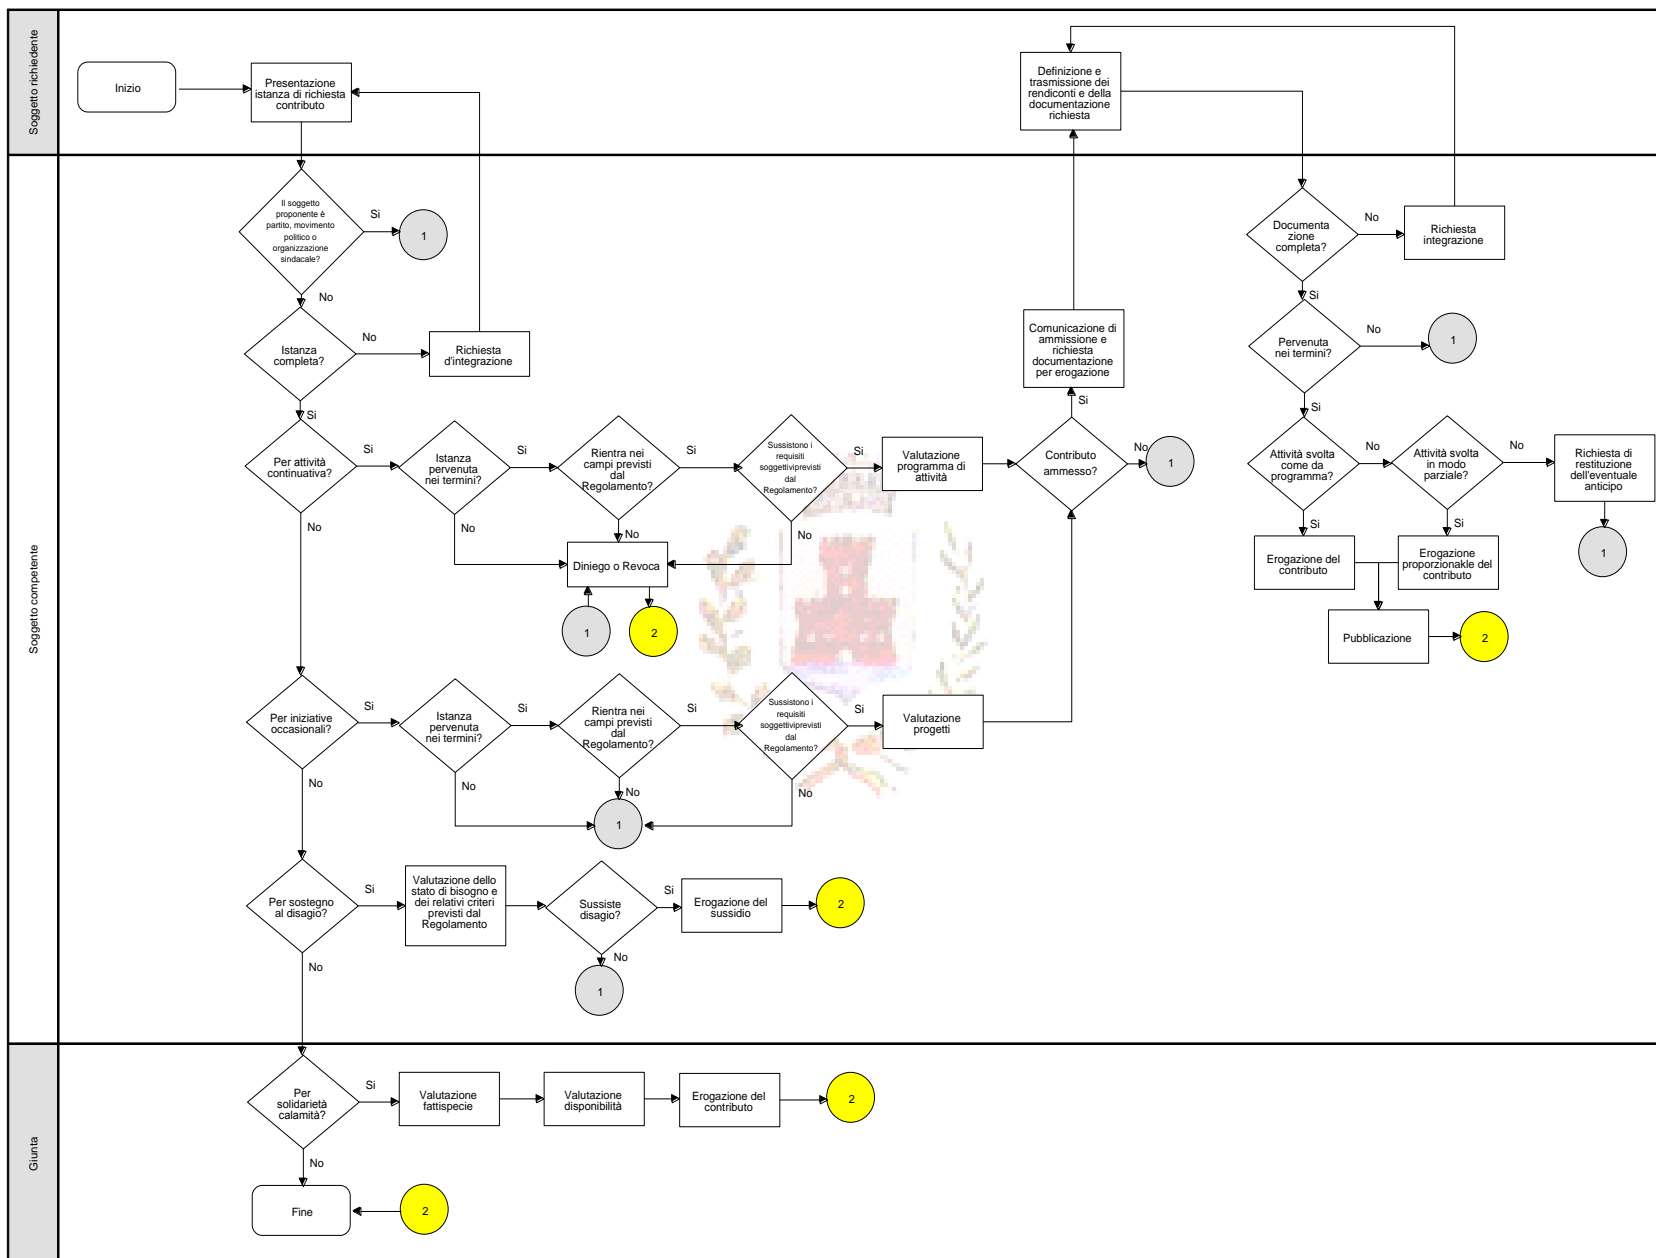 Soggetto richiedente
Inizio
Presentazione
istanza di richiesta
contributo
Definizione e
trasmissione dei
rendiconti e della
documentazione
richiesta
Soggetto competente
Il soggetto
proponente è
partito, movimento
politico o
organizzazione
sindacale?
Si
1
No
Istanza
completa?
No
Richiesta
d'integrazione
Si
Per attività
continuativa?
Si
Istanza
pervenuta
nei termini?
Si
Rientra nei
campi previsti
dal
Regolamento?
Si
Sussistono i
requisiti
soggettiviprevisti
dal
Regolamento?
Si
Valutazione
programma di
attività
Contributo
ammesso?
No
1
Si
Comunicazione di
ammissione e
richiesta
documentazione
per erogazione
No
No
No
No
Diniego o Revoca
1
2
Documenta
zione
completa?
No
Richiesta
integrazione
Si
Pervenuta
nei termini?
No
1
Si
Attività svolta
come da
programma?
No
Attività svolta
in modo
parziale?
No
Richiesta di
restituzione
dell'eventuale
anticipo
1
Si
Si
Erogazione del
contributo
Erogazione
proporzionakle del
contributo
Pubblicazione
2
Per iniziative
occasionali?
Si
Istanza
pervenuta
nei termini?
Si
Rientra nei
campi previsti
dal
Regolamento?
Si
Sussistono i
requisiti
soggettiviprevisti
dal
Regolamento?
Si
Valutazione
progetti
No
No
No
No
1
Per sostegno
al disagio?
Si
Valutazione dello
stato di bisogno e
dei relativi criteri
previsti dal
Regolamento
Sussiste
disagio?
Si
Erogazione del
sussidio
2
No
No
1
Giunta
Per
solidarietà
calamità?
Si
Valutazione
fattispecie
Valutazione
disponibilità
Erogazione del
contributo
2
No
Fine
2